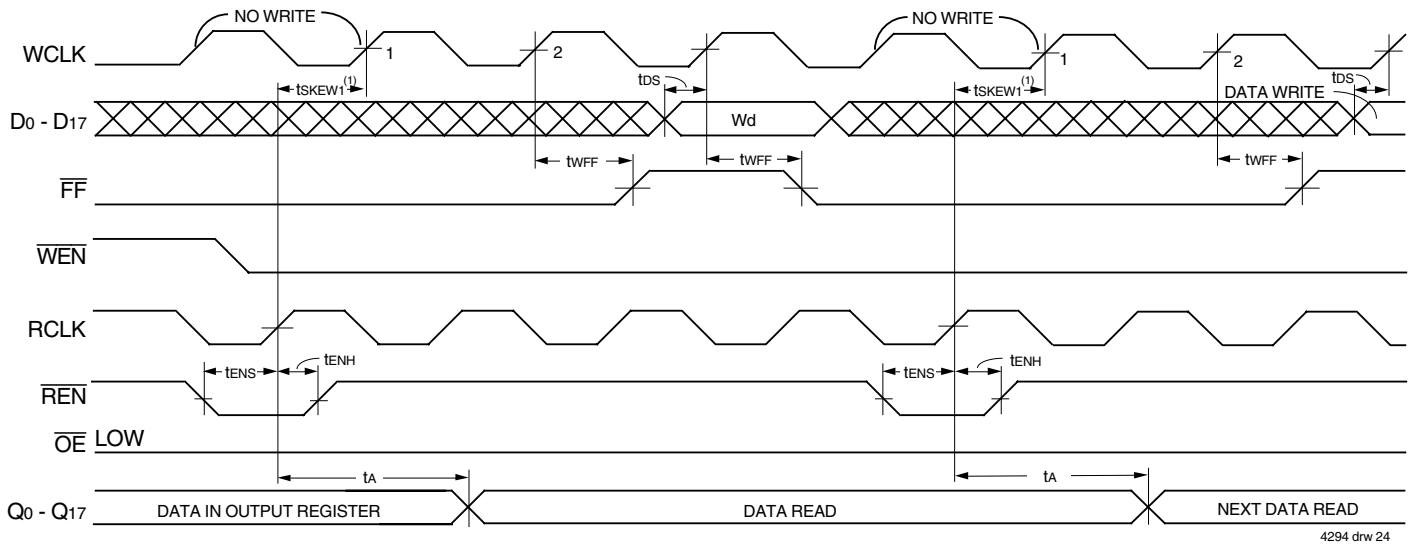 NO WRITE
NO WRITE
WCLK
1
2
1
2
tSKEW1(1)
tDS
tSKEW1(1)
tDS
DATA WRITE
D0 - D17
Wd
tWFF
tWFF
tWFF
FF
WEN
RCLK
tENS
tENH
tENS
tENH
REN
OE LOW
tA
tA
Q0 - Q17
DATA IN OUTPUT REGISTER
DATA READ
NEXT DATA READ
4294 drw 24